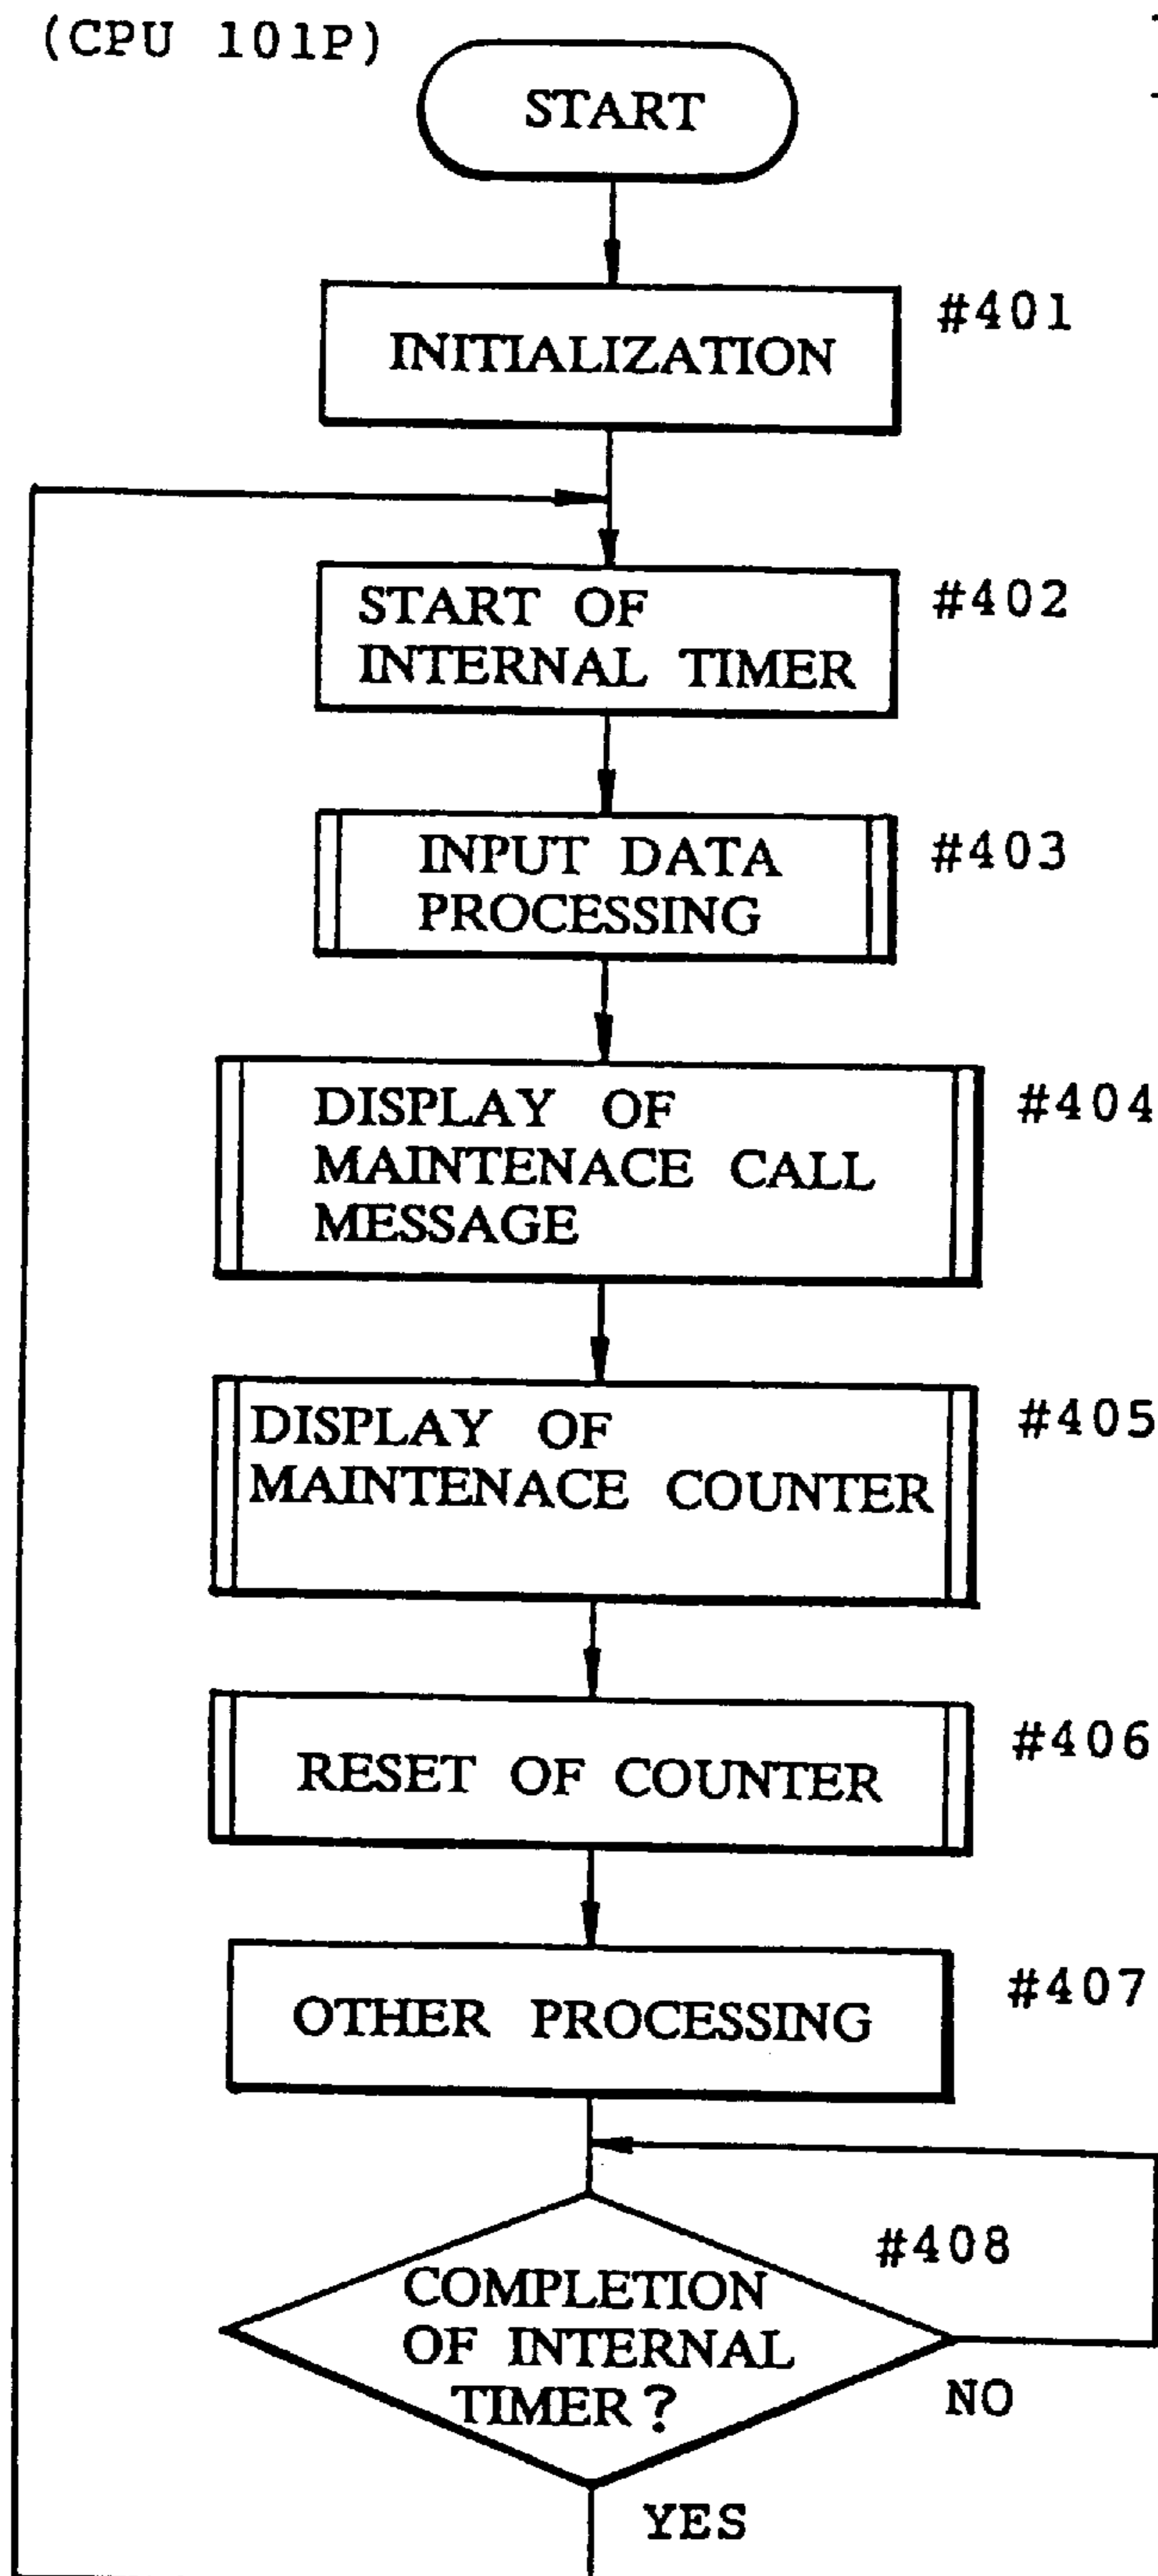 (CPU 101P)
START
INITIALIZATION
#401
START OF
INTERNAL TIMER
#402
INPUT DATA
PROCESSING
#403
DISPLAY OF
MAINTENACE CALL
MESSAGE
#404
DISPLAY OF
MAINTENACE COUNTER
#405
RESET OF COUNTER
#406
OTHER PROCESSING
#407
#408
COMPLETION
OF INTERNAL
TIMER?
NO
YES